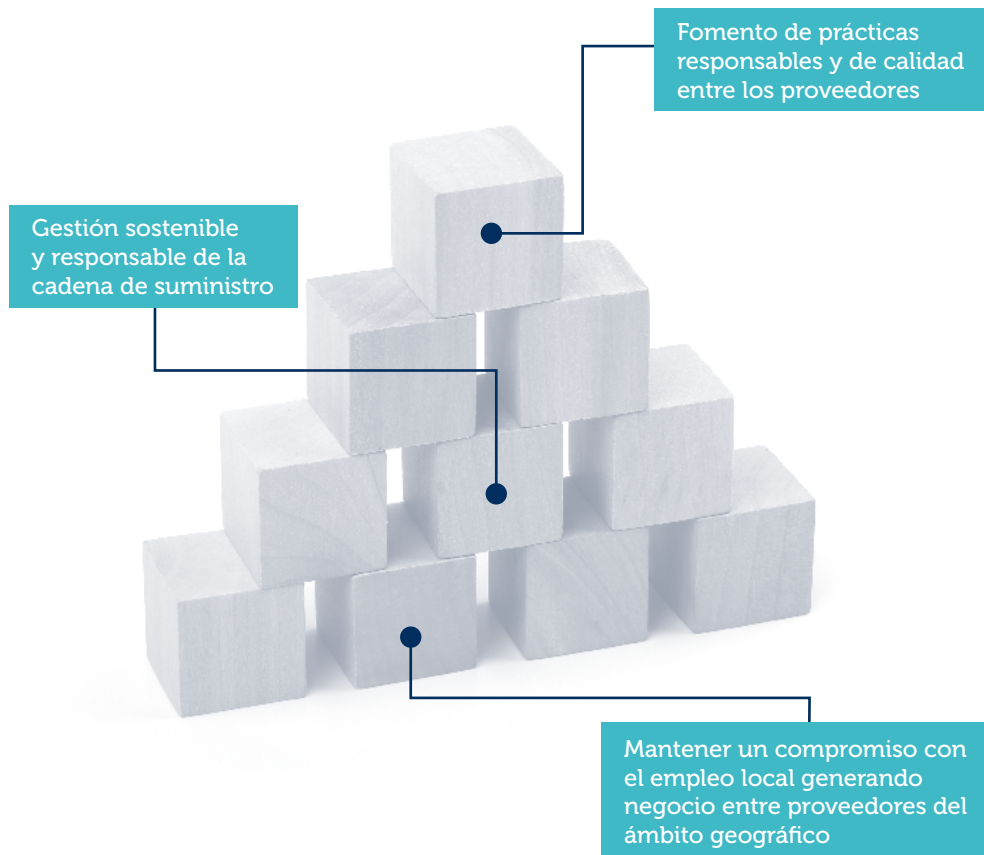 Fomento de prácticas
responsables y de calidad
entre los proveedores
Gestión sostenible
y responsable de la
cadena de suministro
Mantener un compromiso con
el empleo local generando
negocio entre proveedores del
ámbito geográfico